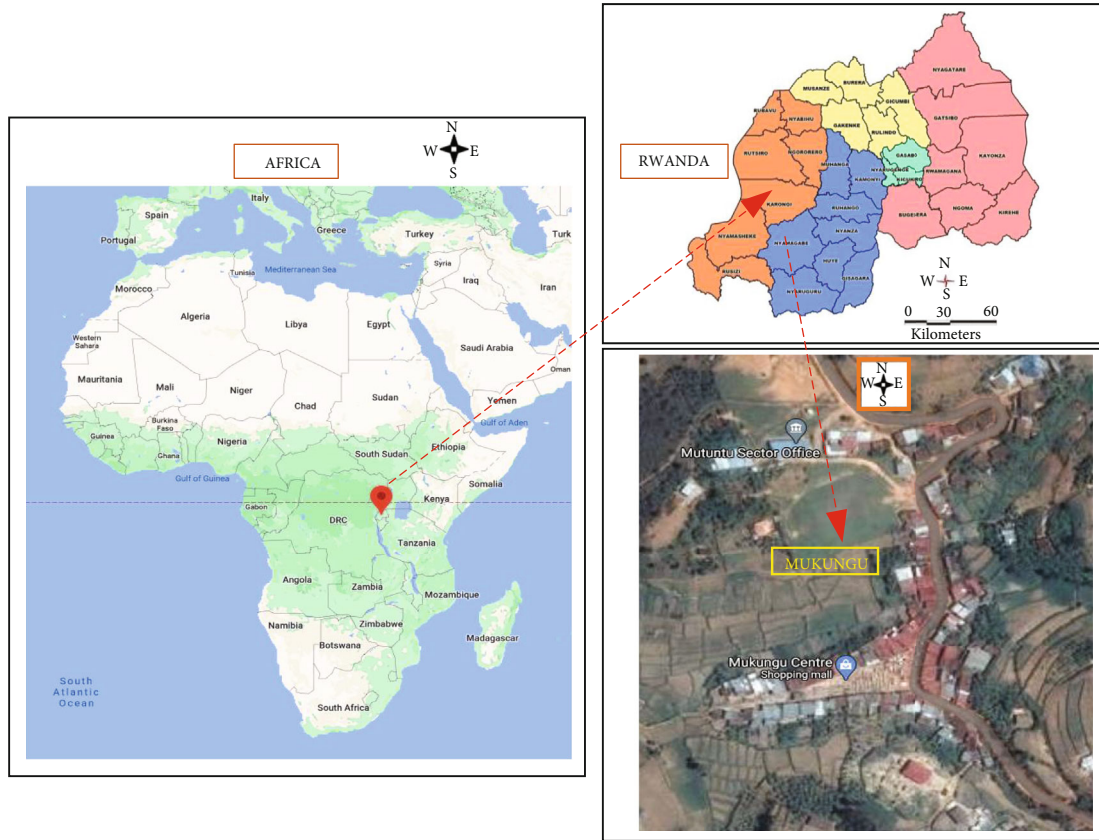 AFRICA
N
W E
S
Italy
Spain
Portugal
Greece
Turkey
Turk
Tunisia
Mediterranean Sea
Syria
Iraq
Iran
Morocco
Algeria
Libya
Egypt
Western
Sahara
Saudi Arabia
Oman
Mauritania
Mali
Niger
Chad
Sudan
Yemen
Gulf of Aden
Burkina
Faso
Guinea
Ghana
Nigeria
Ethiopia
South Sudan
Somalia
Gulf of Guinea
Gabon
DRC
Kenya
Tanzania
Angola
Zambia
Mozambique
Namibia
Zimbabwe
Botswana
Madagascar
South
Atlantic
Ocean
South Africa
RWANDA
NYAGATARE
MUSANZE
BURERA
GICUMBI
RUBAVU
NYABIHU
GAKENKE
RULINDO
GATSIBO
RUTSIRO
NGORORERO
MUHANGA
GASABO
KAYONZA
NYARUGENGE
KICUKIRO
RWAMAGANA
KAMONYI
KARONGI
RUHANGO
BUGESERA
NGOMA
KIREHE
NYAMASHEKE
NYAMAGABE
NYANZA
HUYE
RUSIZI
GISAGARA
NYARUGURU
N
W E
S
0 30 60
Kilometers
N
W E
S
Mutuntu Sector Office
MUKUNGU
Mukungu Centre
Shopping mall